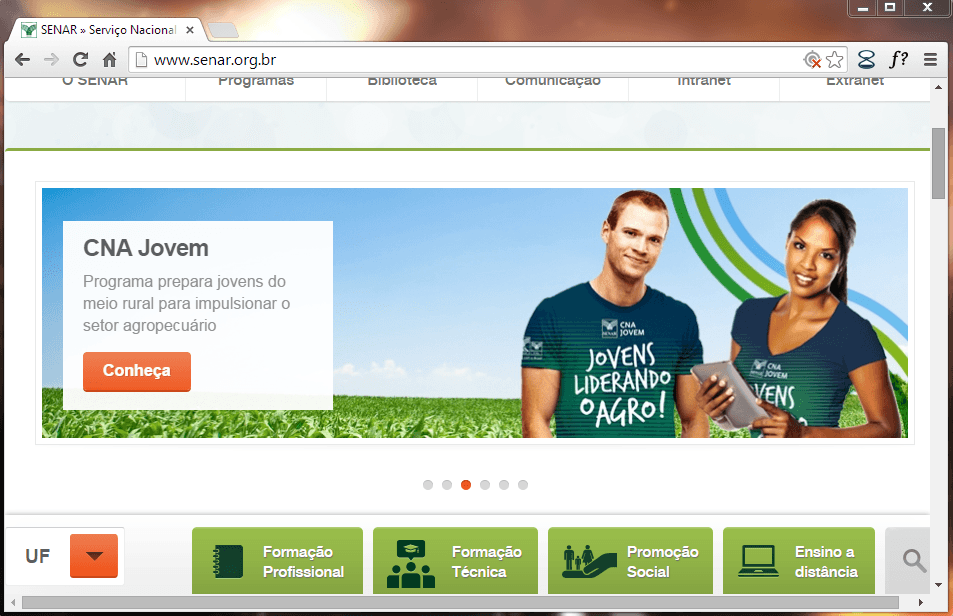 SENAR » Serviço Nacional
www.senar.org.br
f?
O SENAR
Programas
Biblioteca
Comunicação
Intranet
Extranet
CNA Jovem
Programa prepara jovens do
meio rural para impulsionar o
setor agropecuário
Conheça
CNA
JOVEM
SENAR
JOVENS
LIDERANDO
O AGRO!
CNA
JOVEM
VENS
UF
Formação
Profissional
Formação
Técnica
Promoção
Social
Ensino a
distância